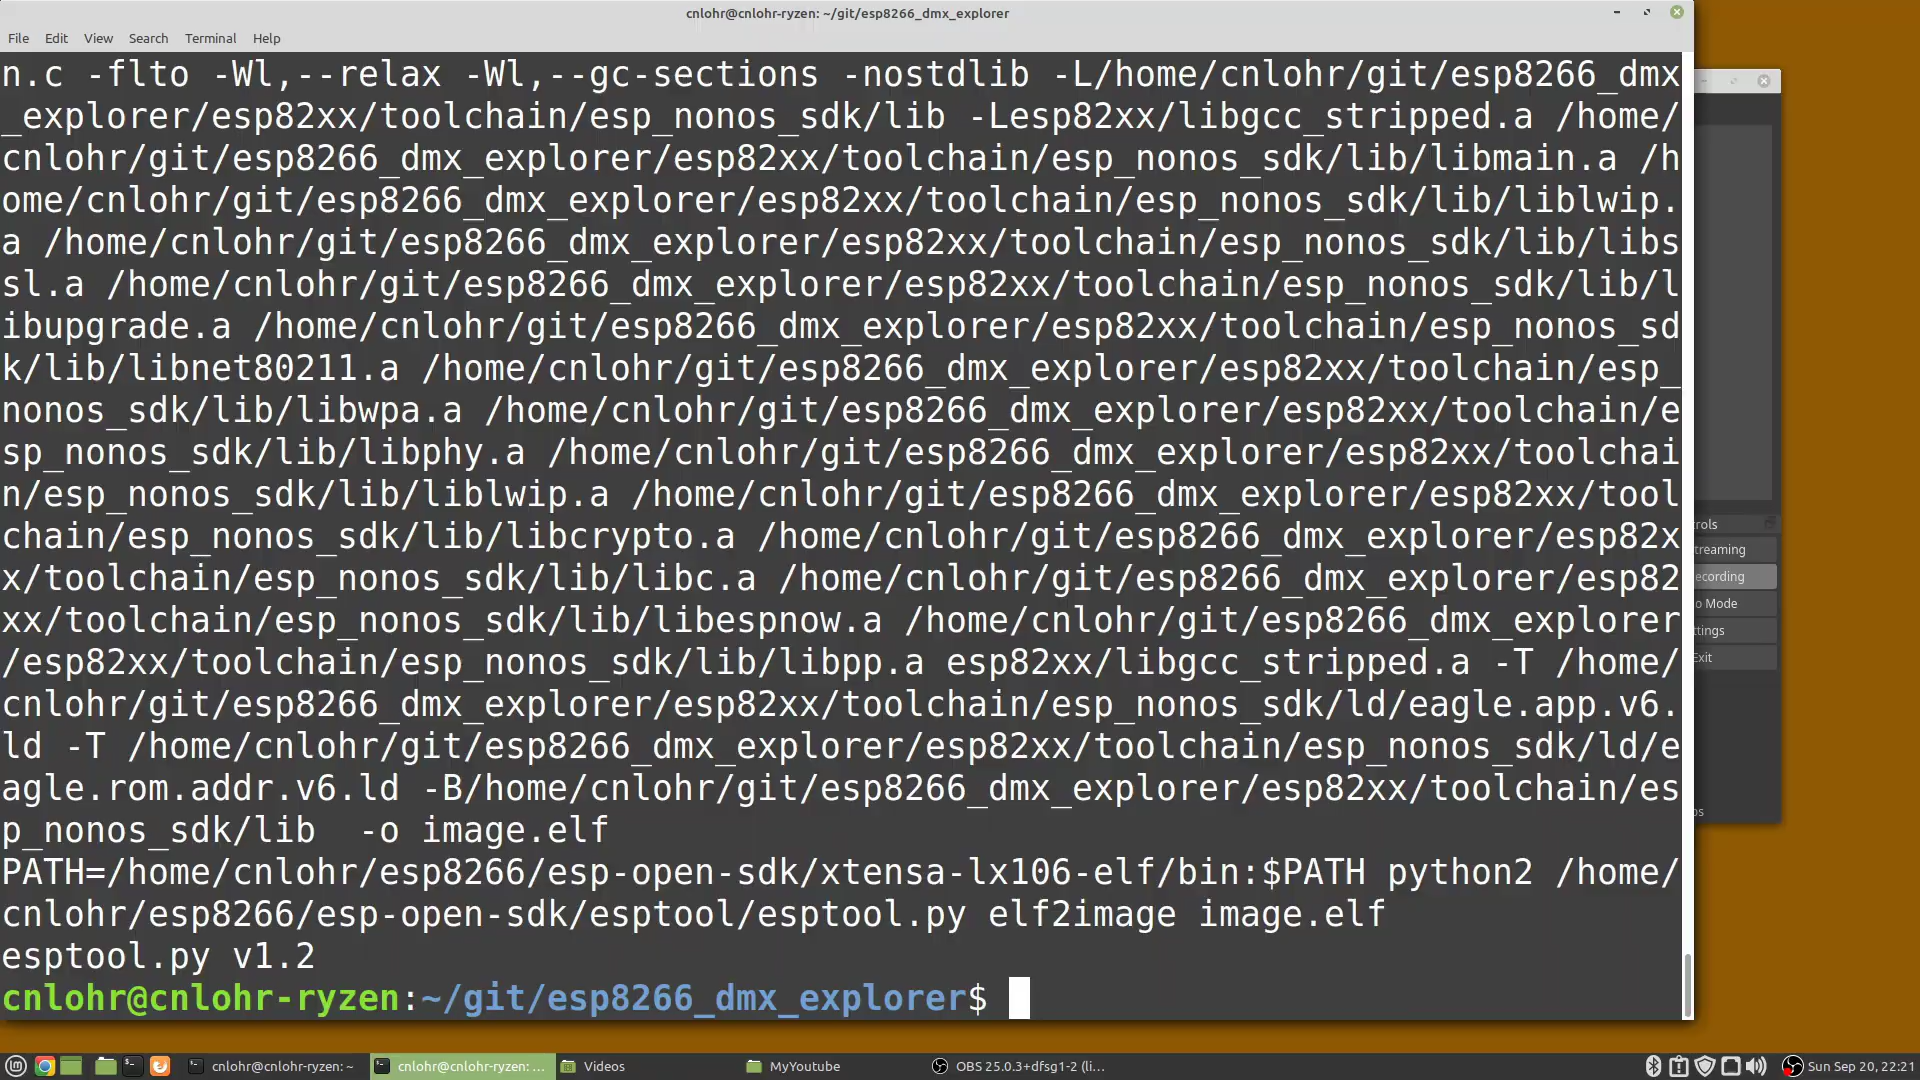 cnlohr@cnlohr-ryzen: ~/git/esp8266_dmx_explorer
File Edit View Search Terminal Help
n.c -flto -Wl,--relax -Wl,--gc-sections -nostdlib -L/home/cnlohr/git/esp8266_dmx
_explorer/esp82xx/toolchain/esp_nonos_sdk/lib -Lesp82xx/libgcc_stripped.a /home/
cnlohr/git/esp8266_dmx_explorer/esp82xx/toolchain/esp_nonos_sdk/lib/libmain.a /h
ome/cnlohr/git/esp8266_dmx_explorer/esp82xx/toolchain/esp_nonos_sdk/lib/liblwip.
a /home/cnlohr/git/esp8266_dmx_explorer/esp82xx/toolchain/esp_nonos_sdk/lib/libs
sl.a /home/cnlohr/git/esp8266_dmx_explorer/esp82xx/toolchain/esp_nonos_sdk/lib/l
ibupgrade.a /home/cnlohr/git/esp8266_dmx_explorer/esp82xx/toolchain/esp_nonos_sd
k/lib/libnet80211.a /home/cnlohr/git/esp8266_dmx_explorer/esp82xx/toolchain/esp_
nonos_sdk/lib/libwpa.a /home/cnlohr/git/esp8266_dmx_explorer/esp82xx/toolchain/e
sp_nonos_sdk/lib/libphy.a /home/cnlohr/git/esp8266_dmx_explorer/esp82xx/toolchai
n/esp_nonos_sdk/lib/liblwip.a /home/cnlohr/git/esp8266_dmx_explorer/esp82xx/tool
chain/esp_nonos_sdk/lib/libcrypto.a /home/cnlohr/git/esp8266_dmx_explorer/esp82x
x/toolchain/esp_nonos_sdk/lib/libc.a /home/cnlohr/git/esp8266_dmx_explorer/esp82
xx/toolchain/esp_nonos_sdk/lib/libespnow.a /home/cnlohr/git/esp8266_dmx_explorer
/esp82xx/toolchain/esp_nonos_sdk/lib/libpp.a esp82xx/libgcc_stripped.a -T /home/
cnlohr/git/esp8266_dmx_explorer/esp82xx/toolchain/esp_nonos_sdk/ld/eagle.app.v6.
ld -T /home/cnlohr/git/esp8266_dmx_explorer/esp82xx/toolchain/esp_nonos_sdk/ld/e
agle.rom.addr.v6.ld -B/home/cnlohr/git/esp8266_dmx_explorer/esp82xx/toolchain/es
p_nonos_sdk/lib  -o image.elf
PATH=/home/cnlohr/esp8266/esp-open-sdk/xtensa-lx106-elf/bin:$PATH python2 /home/
cnlohr/esp8266/esp-open-sdk/esptool/esptool.py elf2image image.elf
esptool.py v1.2
cnlohr@cnlohr-ryzen:~/git/esp8266_dmx_explorer$
rols
treaming
ecording
o Mode
ttings
Exit
os
cnlohr@cnlohr-ryzen: ~
cnlohr@cnlohr-ryzen: ...
Videos
MyYoutube
OBS 25.0.3+dfsg1-2 (li...
Sun Sep 20, 22:21